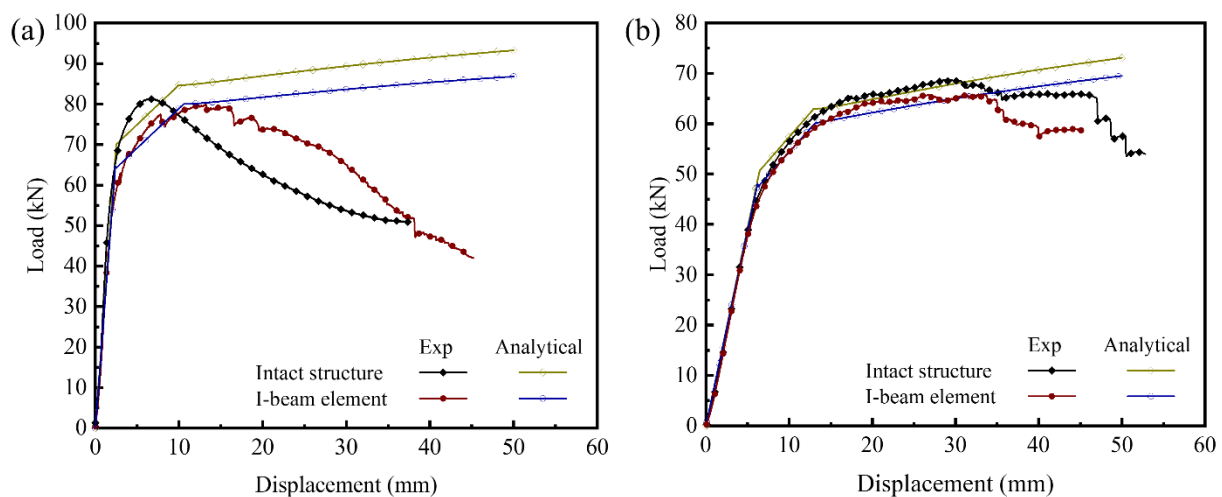 (a)
100
90
80
70
60
50
40
30
20
10
0
Load (kN)
Exp Analytical
Intact structure
I-beam element
0 10 20 30 40 50 60
Displacement (mm)
(b)
80
70
60
50
40
30
20
10
0
Load (kN)
Exp Analytical
Intact structure
I-beam element
0 10 20 30 40 50 60
Displacement (mm)